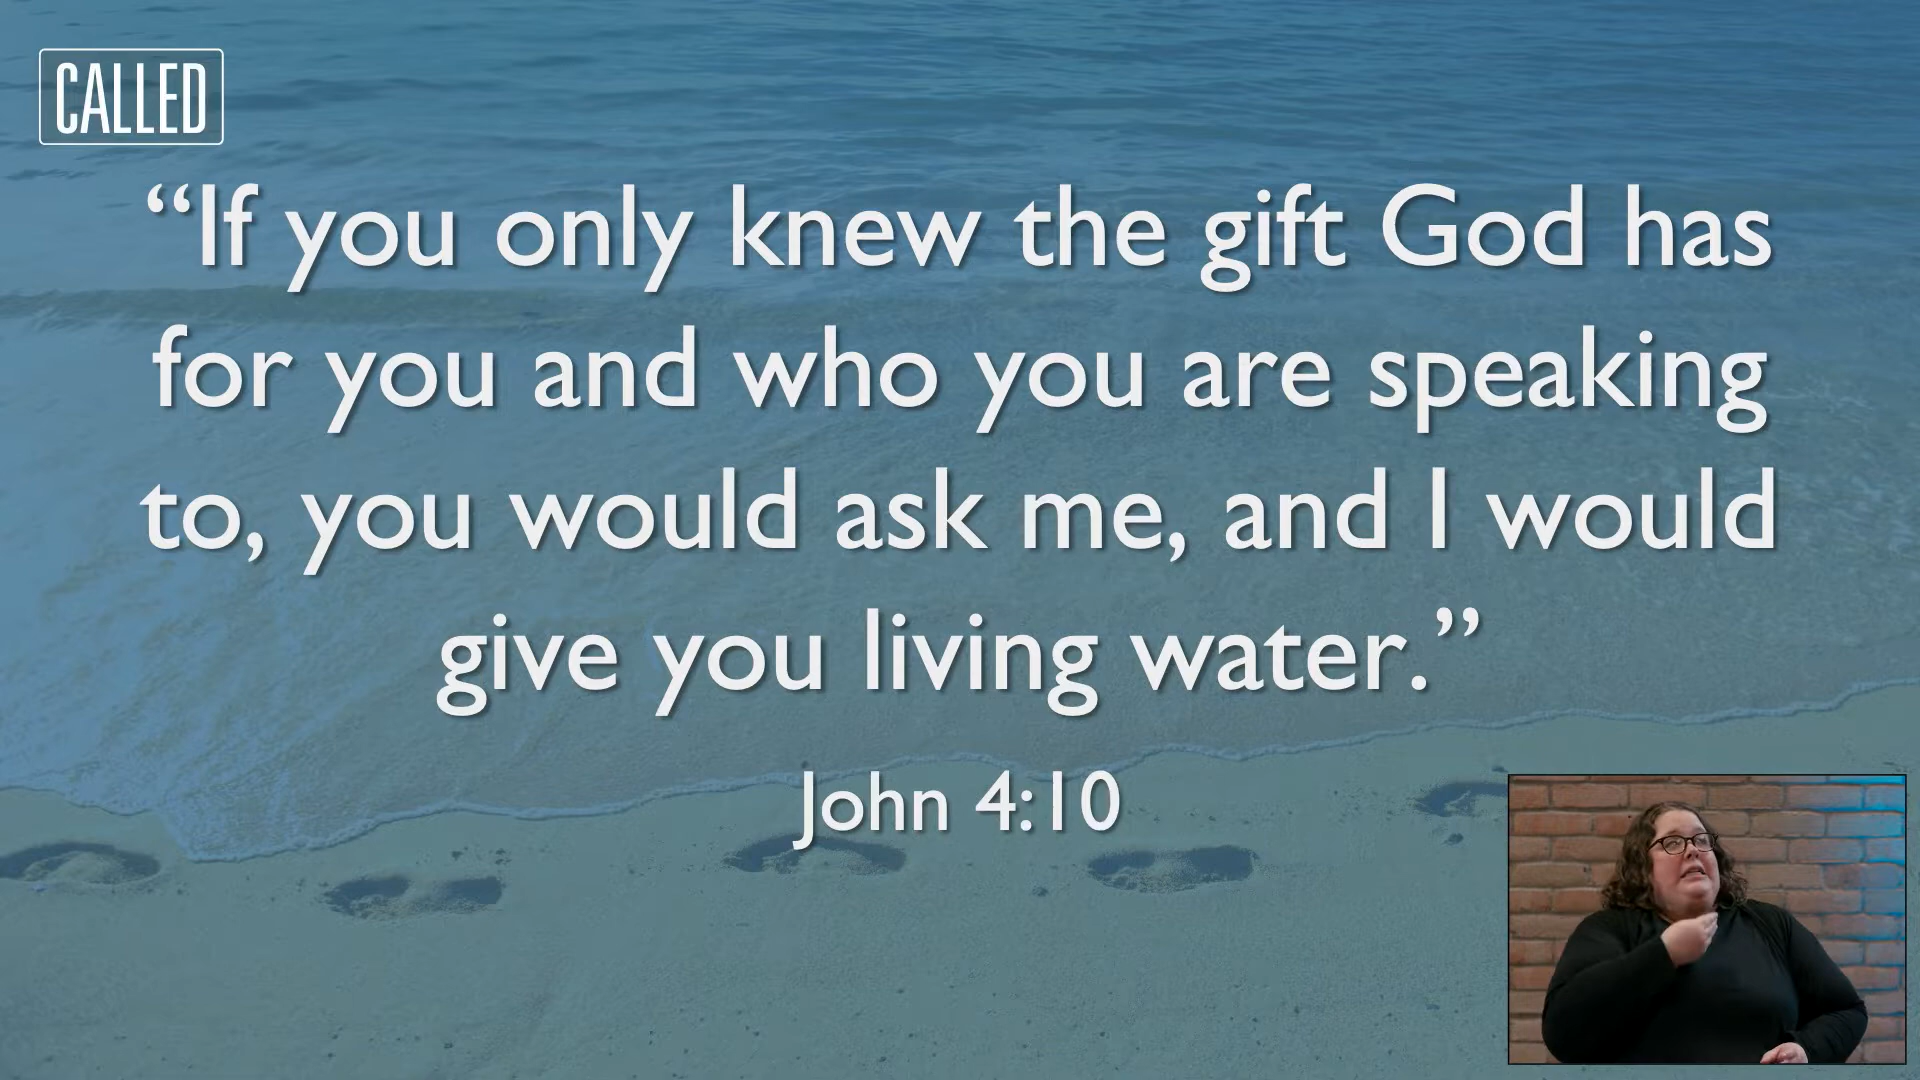 CALLED
“If you only knew the gift God has
for you and who you are speaking
to, you would ask me, and I would
give you living water.”
John 4:10